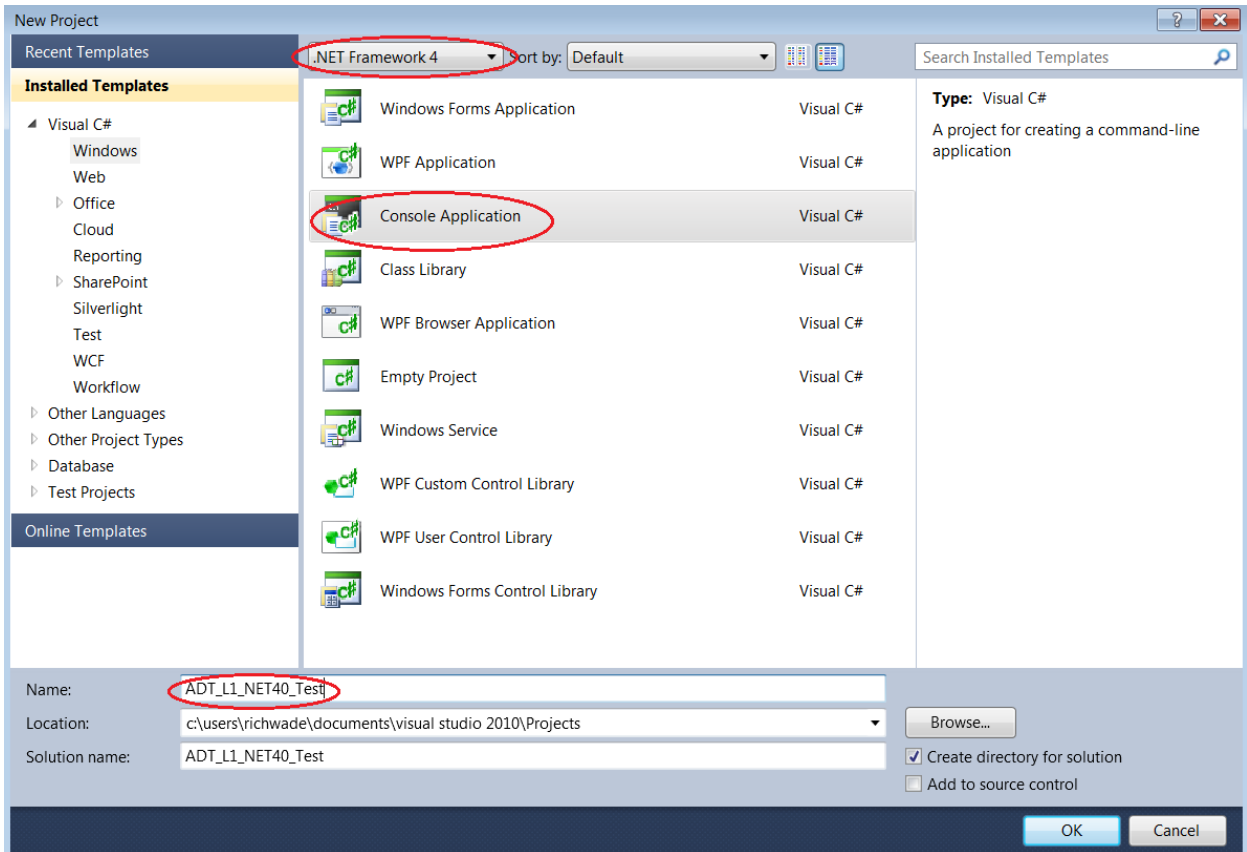 New Project
Recent Templates
Installed Templates
Visual C#
Windows
Web
Office
Cloud
Reporting
SharePoint
Silverlight
Test
WCF
Workflow
Other Languages
Other Project Types
Database
Test Projects
Online Templates
.NET Framework 4 Sort by: Default
Windows Forms Application Visual C#
WPF Application Visual C#
Console Application Visual C#
Class Library Visual C#
WPF Browser Application Visual C#
Empty Project Visual C#
Windows Service Visual C#
WPF Custom Control Library Visual C#
WPF User Control Library Visual C#
Windows Forms Control Library Visual C#
Search Installed Templates
Type: Visual C#
A project for creating a command-line
application
Name: ADT_L1_NET40_Test
Location: c:\users\richwade\documents\visual studio 2010\Projects
Browse...
Solution name: ADT_L1_NET40_Test
Create directory for solution
Add to source control
OK Cancel